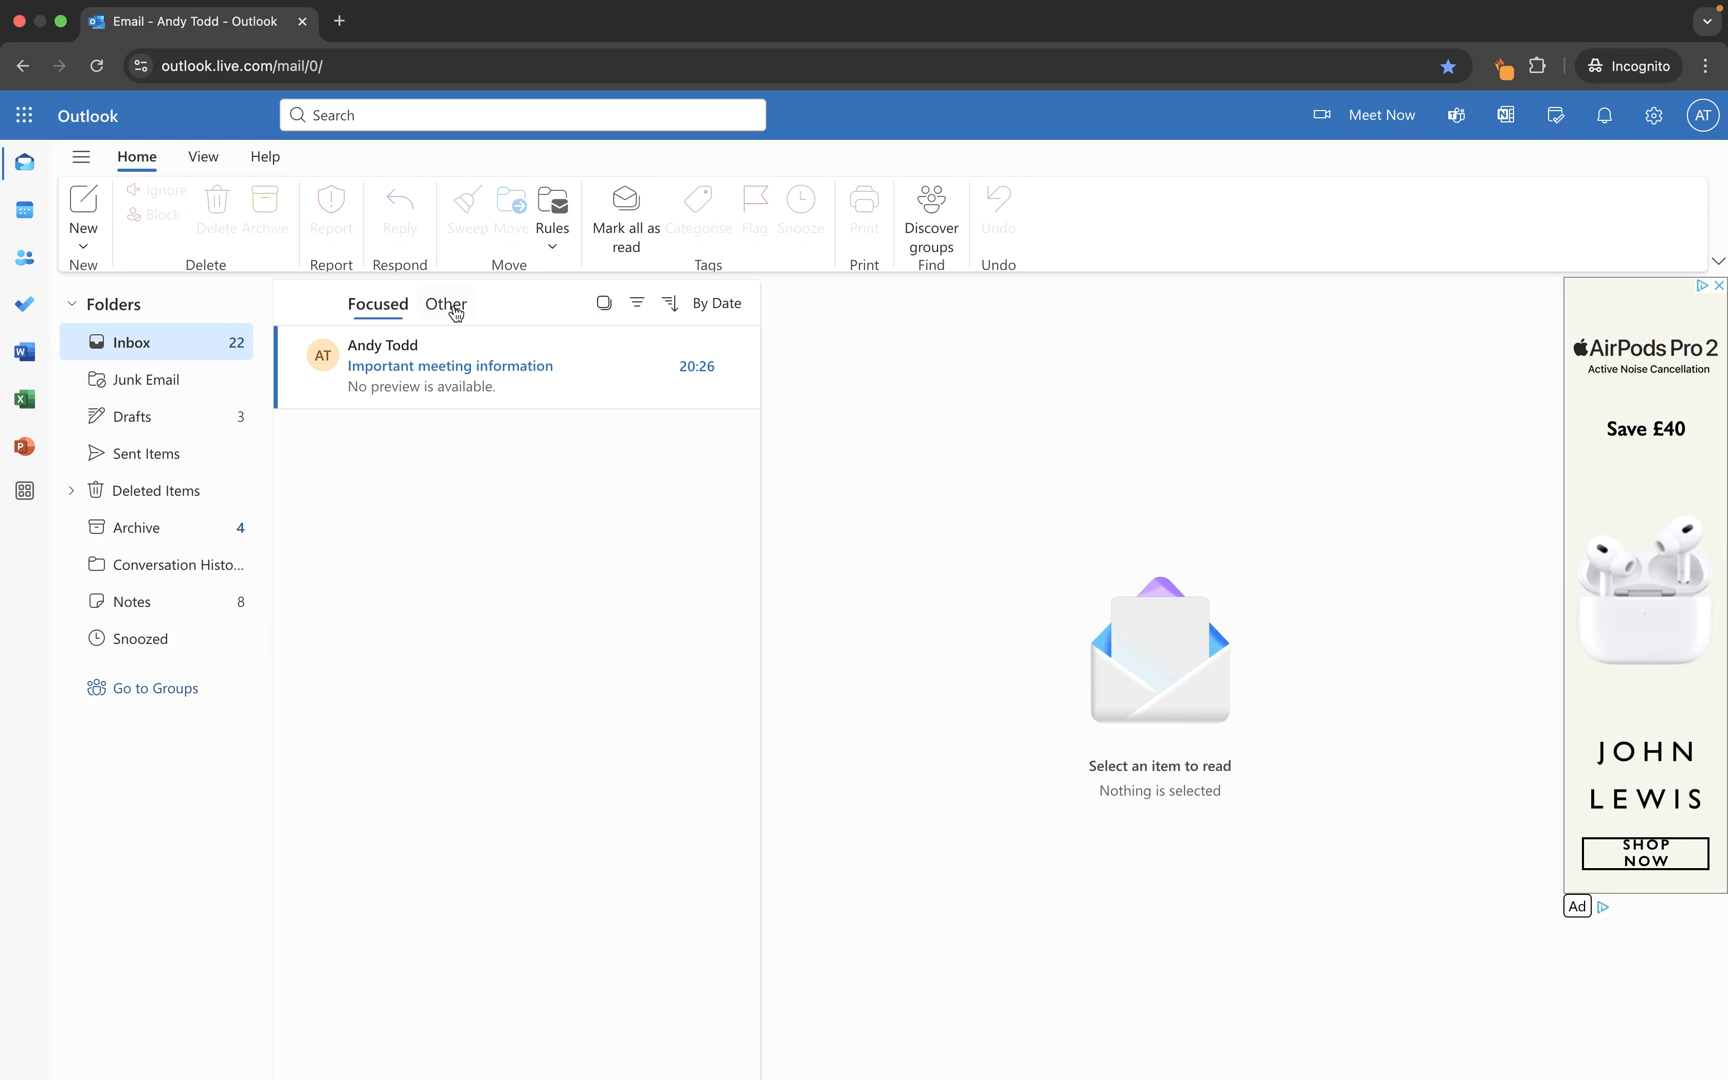 Email - Andy Todd - Outlook
outlook.live.com/mail/0/
Incognito
Outlook
Search
Meet Now
AT
Home View Help
New
New
Ignore
Block
Delete
Archive
Delete
Report
Report
Reply
Respond
Sweep
Move
Rules
Move
Mark all as
read
Categorise
Flag
Snooze
Tags
Print
Print
Discover
groups
Find
Undo
Undo
Folders
Inbox 22
Junk Email
Drafts 3
Sent Items
Deleted Items
Archive 4
Conversation Histo...
Notes 8
Snoozed
Go to Groups
Focused Other
By Date
AT
Andy Todd
Important meeting information 20:26
No preview is available.
Select an item to read
Nothing is selected
AirPods Pro 2
Active Noise Cancellation
Save £40
JOHN
LEWIS
SHOP
NOW
Ad